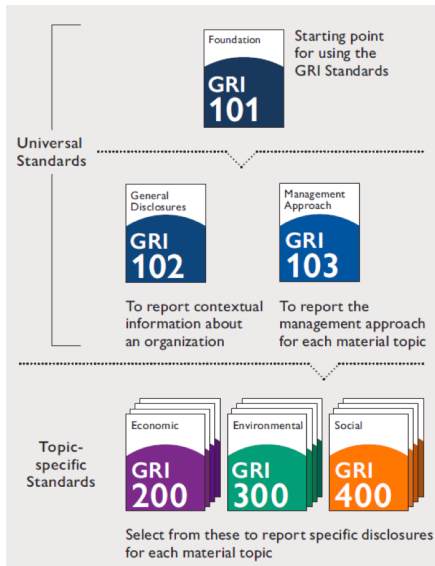 Foundation
GRI
101
Starting point
for using the
GRI Standards
Universal
Standards
General
Disclosures
GRI
102
Management
Approach
GRI
103
To report contextual
information about
an organization
To report the
management approach
for each material topic
Topic-
specific
Standards
Economic
GRI
200
Environmental
GRI
300
Social
GRI
400
Select from these to report specific disclosures
for each material topic